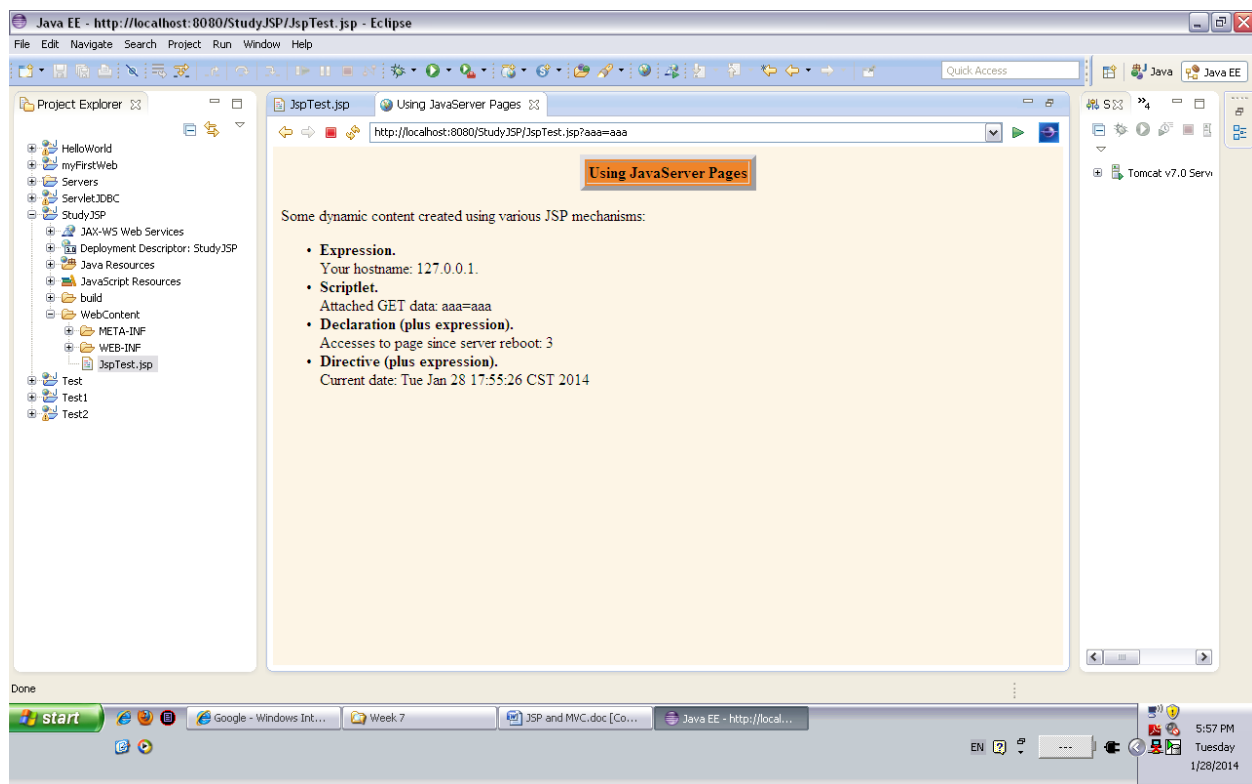 Java EE - http://localhost:8080/StudyJSP/JspTest.jsp - Eclipse
File Edit Navigate Search Project Run Window Help
Quick Access
Java
Java EE
Project Explorer
JspTest.jsp
Using JavaServer Pages
S
4
http://localhost:8080/StudyJSP/JspTest.jsp?aaa=aaa
HelloWorld
myFirstWeb
Servers
ServletJDBC
StudyJSP
JAX-WS Web Services
Deployment Descriptor: StudyJSP
Java Resources
JavaScript Resources
build
WebContent
META-INF
WEB-INF
JspTest.jsp
Test
Test1
Test2
Using JavaServer Pages
Some dynamic content created using various JSP mechanisms:
• Expression.
Your hostname: 127.0.0.1.
• Scriptlet.
Attached GET data: aaa=aaa
• Declaration (plus expression).
Accesses to page since server reboot: 3
• Directive (plus expression).
Current date: Tue Jan 28 17:55:26 CST 2014
Tomcat v7.0 Serv
Done
start
Google - Windows Int...
Week 7
JSP and MVC.doc [Co...
Java EE - http://local...
EN
---
5:57 PM
Tuesday
1/28/2014